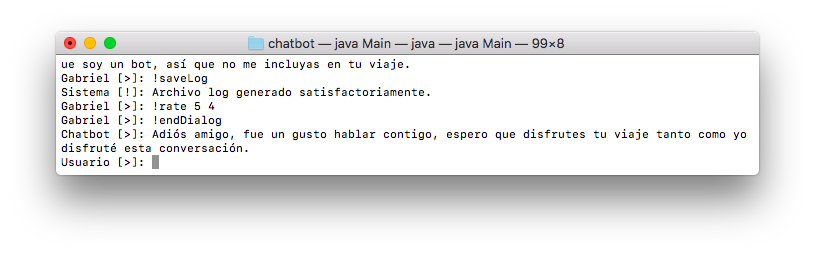 chatbot — java Main — java — java Main — 99×8
ue soy un bot, así que no me incluyas en tu viaje.
Gabriel [>]: !saveLog
Sistema [!]: Archivo log generado satisfactoriamente.
Gabriel [>]: !rate 5 4
Gabriel [>]: !endDialog
Chatbot [>]: Adiós amigo, fue un gusto hablar contigo, espero que disfrutes tu viaje tanto como yo
disfruté esta conversación.
Usuario [>]: